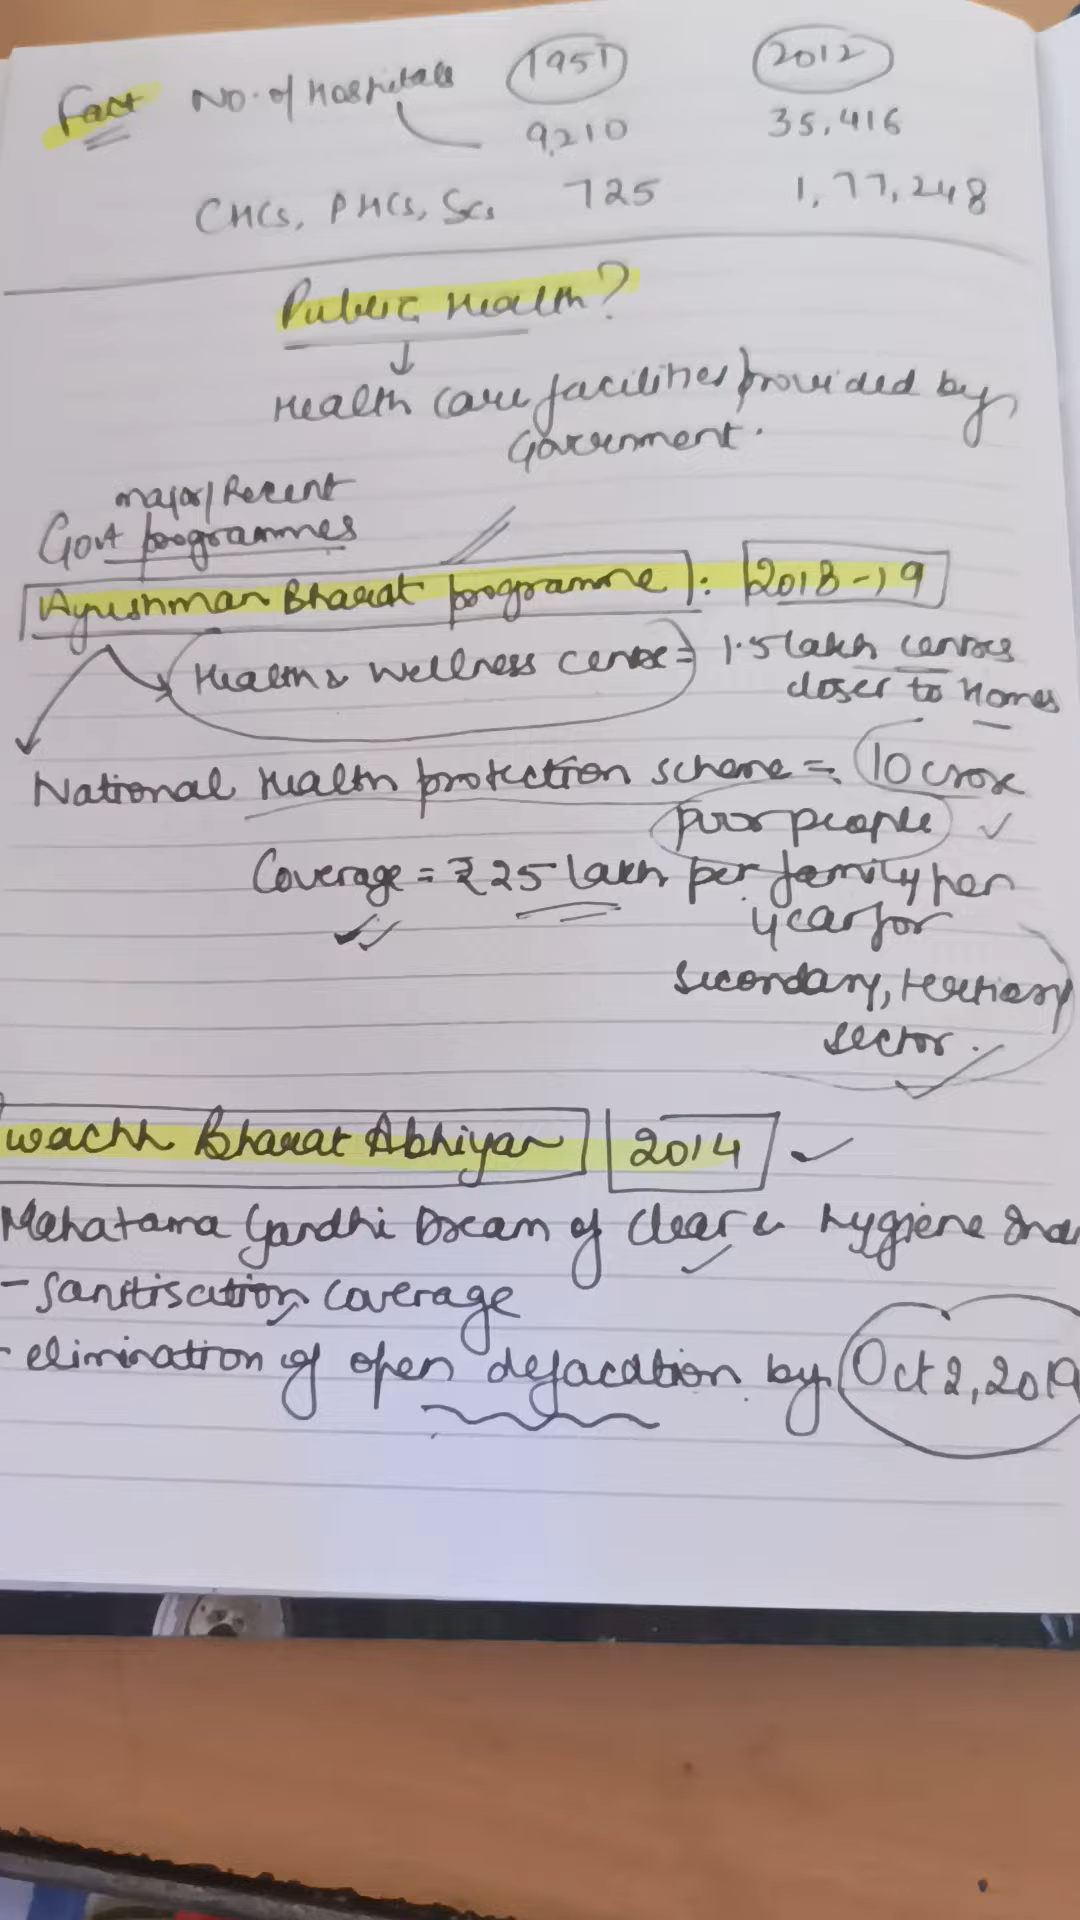 Fact No. of Hospitals 1951 2012
9,210 35,416
CHCs, PHCs, Scs 725 1,77,248
Public Health?
Health care facilities provided by
Government.
major/Recent
Govt programmes
Ayushman Bharat programme: 2018-19
Health & Wellness centre = 1.5 lakh centres
closer to Homes
National Health protection scheme = 10 crore
poor people
Coverage = ₹25 lakh per family per
year for
secondary, tertiary
sector.
wachh Bharat Abhiyan 2014
Mahatama Gandhi Dream of clean & hygiene
- sanitisation coverage
- elimination of open defacation by Oct 2, 2019